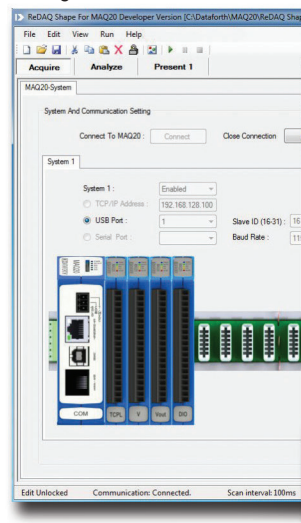 ReDAQ Shape For MAQ20 Developer Version [C:\Dataforth\MAQ20\ReDAQ Shap
File Edit View Run Help
Acquire Analyze Present 1
MAQ20-System
System And Communication Setting
Connect To MAQ20 : Connect Close Connection
System 1
System 1 : Enabled
TCP/IP Address : 192.168.128.100
USB Port : 1 Slave ID (16-31) : 16
Serial Port : Baud Rate : 11
COM TCPL V Vout DIO
Edit Unlocked Communication: Connected. Scan interval:100ms